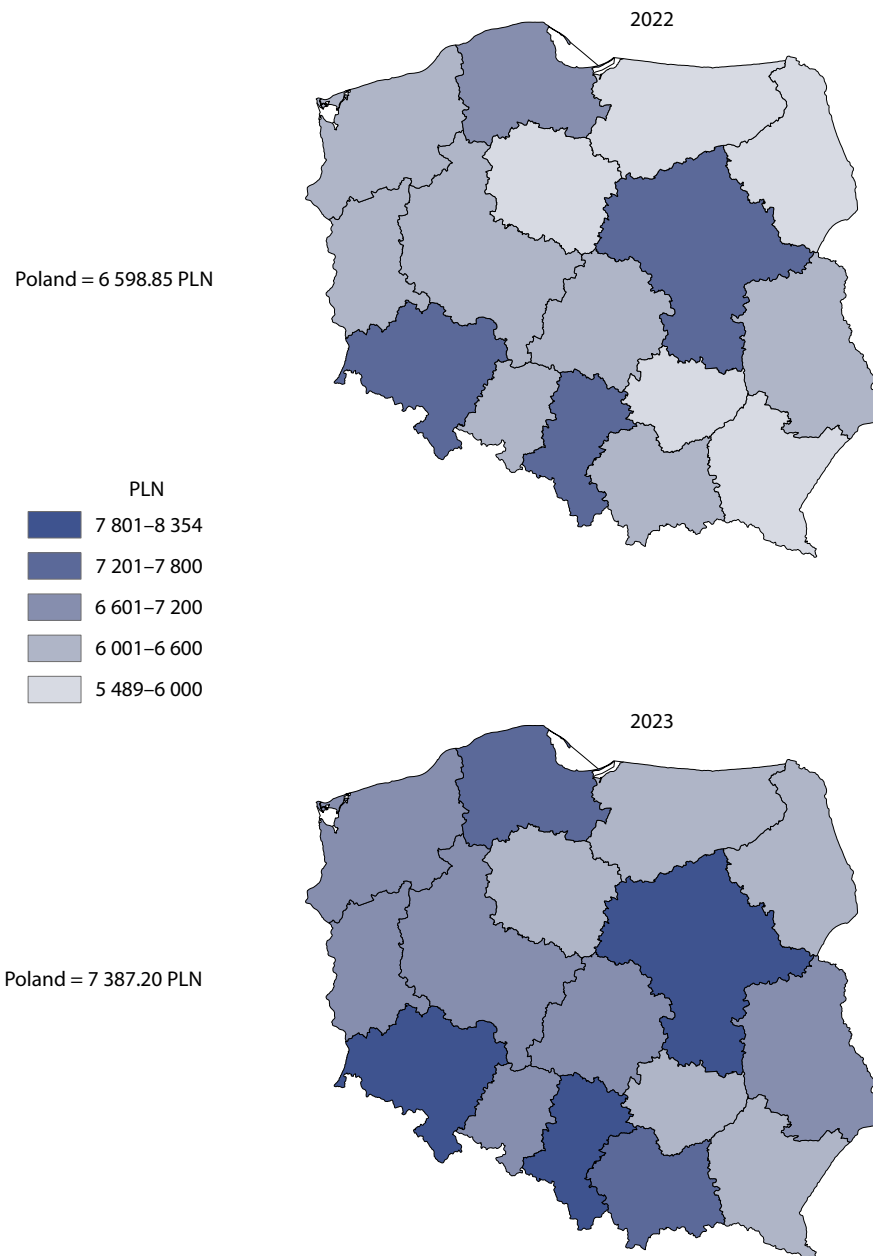 2022
Poland = 6 598.85 PLN
PLN
7 801–8 354
7 201–7 800
6 601–7 200
6 001–6 600
5 489–6 000
2023
Poland = 7 387.20 PLN